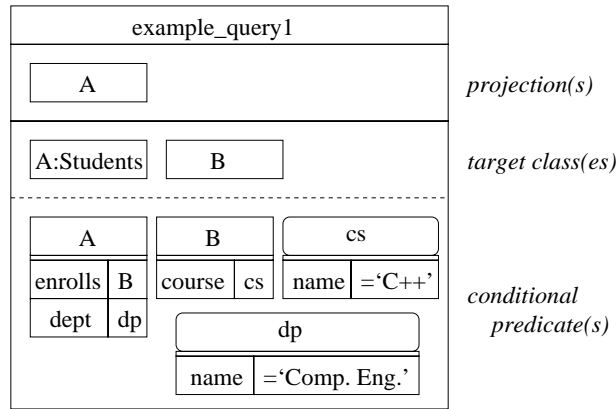 example_query1
A
projection(s)
A:Students B
target class(es)
A B cs
enrolls B course cs name =‘C++’
dept dp
conditional
predicate(s)
dp
name =‘Comp. Eng.’